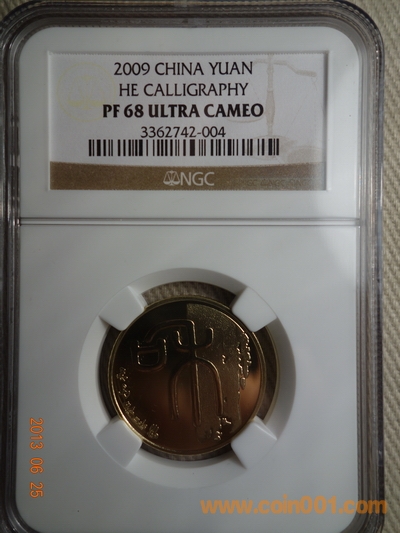 2009 CHINA YUAN
HE CALLIGRAPHY
PF 68 ULTRA CAMEO
3362742-004
NGC
2013 06 25
www.coin001.com